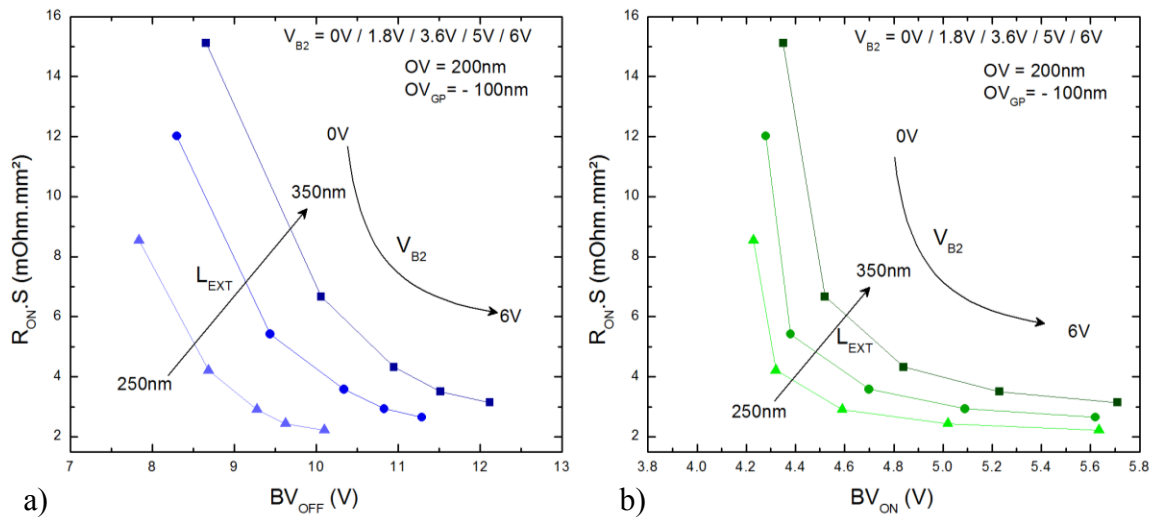 V_B2 = 0V / 1.8V / 3.6V / 5V / 6V
OV = 200nm
OV_GP= - 100nm
0V
350nm
V_B2
L_EXT
6V
250nm
R_ON.S (mOhm.mm²)
16
14
12
10
8
6
4
2
7 8 9 10 11 12 13
BV_OFF (V)
a)
V_B2 = 0V / 1.8V / 3.6V / 5V / 6V
OV = 200nm
OV_GP= - 100nm
0V
V_B2
350nm
6V
L_EXT
250nm
R_ON.S (mOhm.mm²)
16
14
12
10
8
6
4
2
3.8 4.0 4.2 4.4 4.6 4.8 5.0 5.2 5.4 5.6 5.8
BV_ON (V)
b)